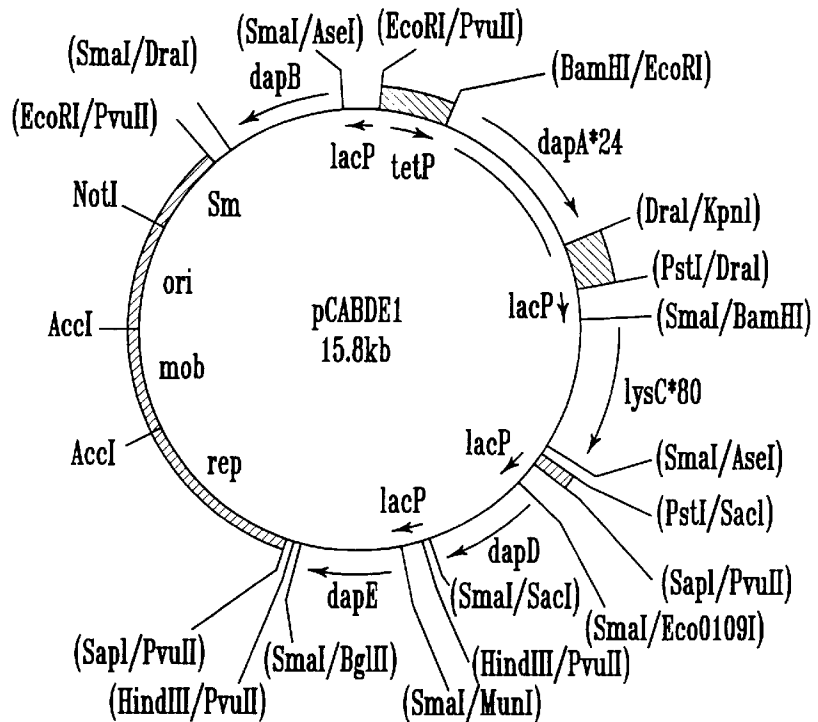 (SmaI/AseI)
(EcoRI/PvuII)
(SmaI/DraI)
dapB
(BamHI/EcoRI)
(EcoRI/PvuII)
dapA*24
lacP
tetP
NotI
Sm
(DraI/KpnI)
ori
(PstI/DraI)
pCABDE1
lacP
(SmaI/BamHI)
AccI
15.8kb
mob
lysC*80
AccI
rep
lacP
(SmaI/AseI)
lacP
(PstI/SacI)
dapD
(SapI/PvuII)
dapE
(SmaI/SacI)
(SmaI/Eco0109I)
(SapI/PvuII)
(SmaI/BglII)
(HindIII/PvuII)
(HindIII/PvuII)
(SmaI/MunI)